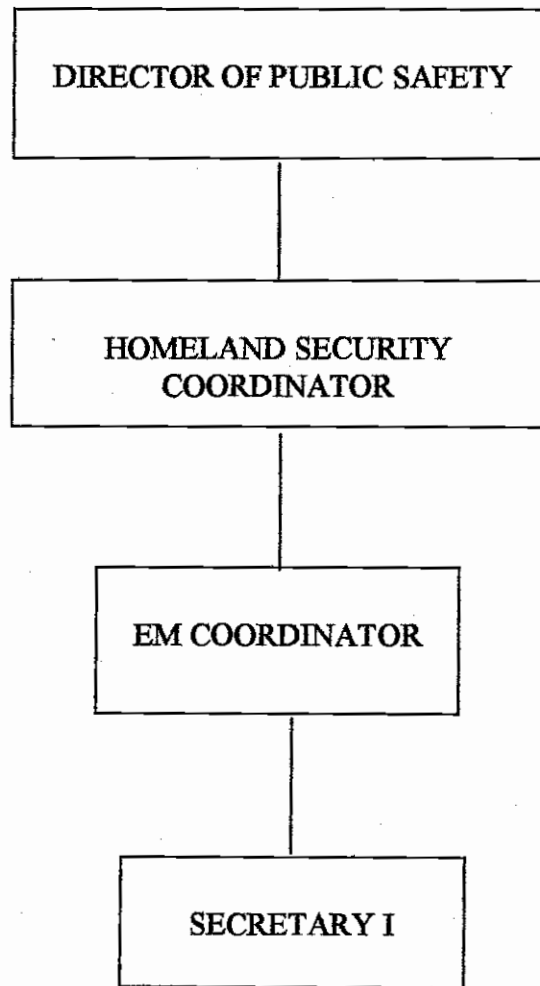 DIRECTOR OF PUBLIC SAFETY
HOMELAND SECURITY
COORDINATOR
EM COORDINATOR
SECRETARY I